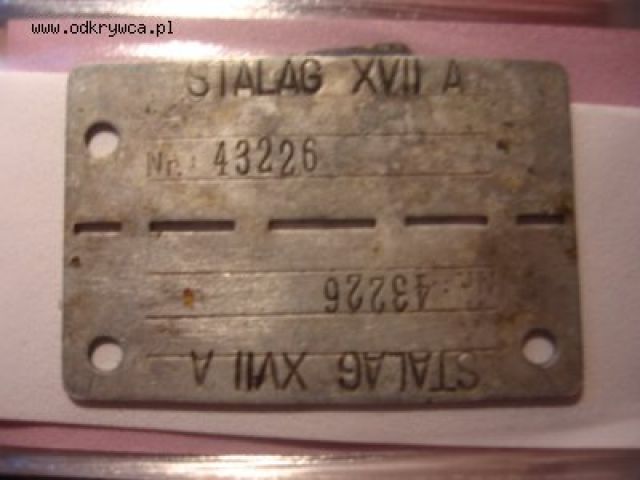 www.odkrywca.pl
STALAG XVII A
Nr.: 43226
Nr.: 43226
STALAG XVII A